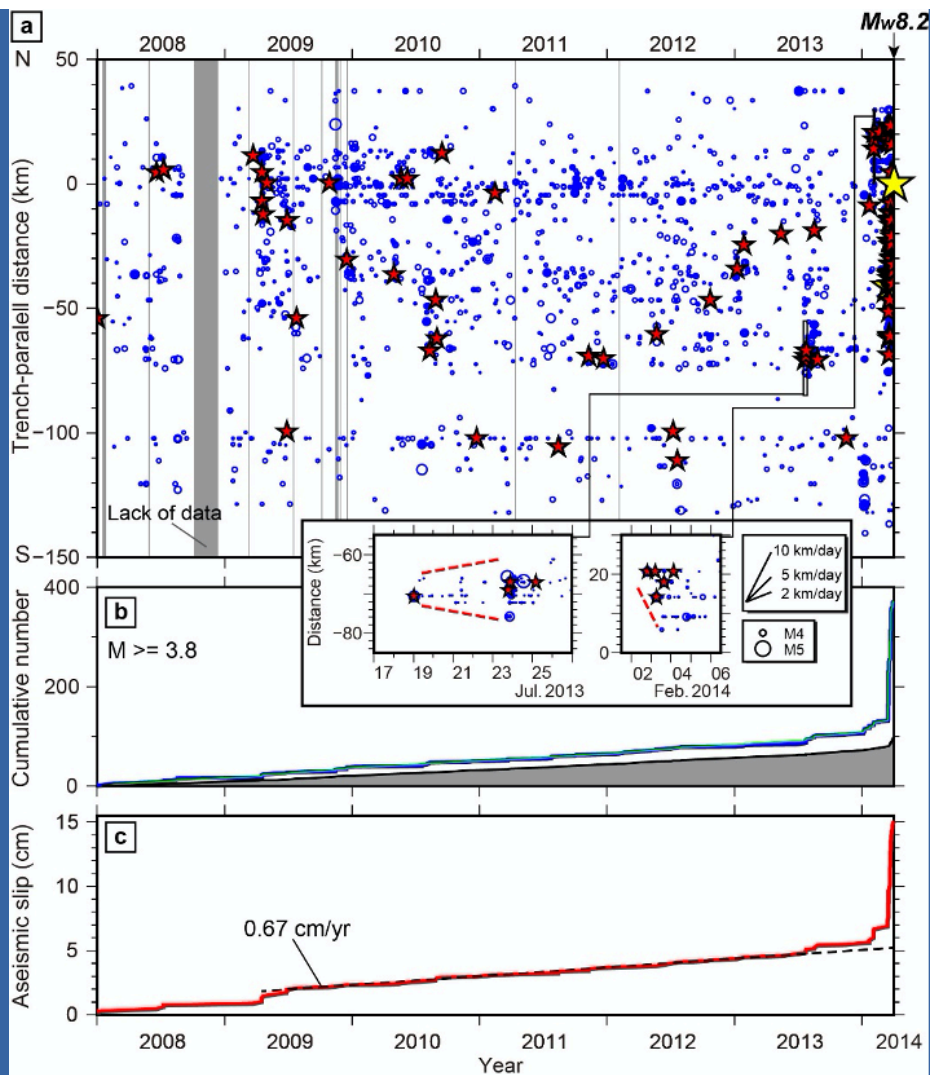 a
2008 2009 2010 2011 2012 2013
Mw8.2
N
50
0
−50
−100
S −150
Trench-paralell distance (km)
Lack of data
−60
−80
Distance (km)
17 19 21 23 25
Jul. 2013
20
0
02 04 06
Feb. 2014
10 km/day
5 km/day
2 km/day
M4
M5
b
M >= 3.8
400
200
0
Cumulative number
c
15
10
5
0
Aseismic slip (cm)
0.67 cm/yr
2008 2009 2010 2011 2012 2013 2014
Year